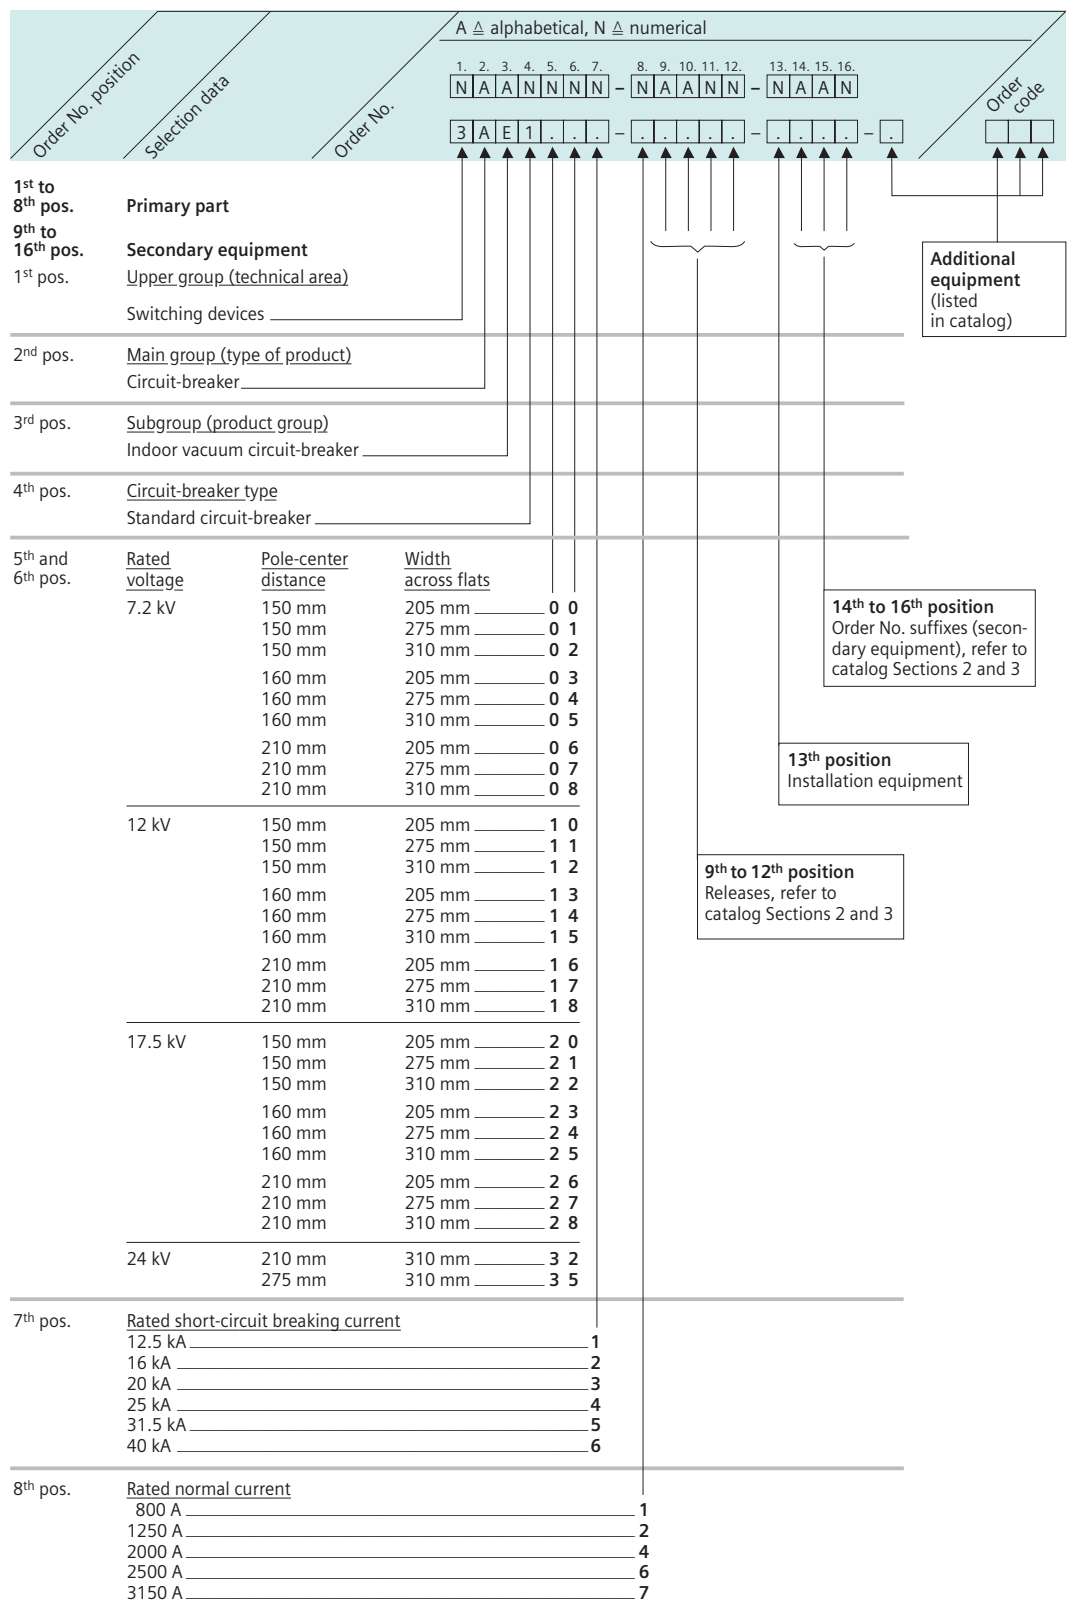 A ≙ alphabetical, N ≙ numerical
Order No. position
Selection data
Order No.
Order code
1. 2. 3. 4. 5. 6. 7. 8. 9. 10. 11. 12. 13. 14. 15. 16.
N A A N N N N – N A A N N – N A A N
3 A E 1 . . . – . . . . . – . . . . – .
1st to
8th pos. Primary part
9th to
16th pos. Secondary equipment
1st pos. Upper group (technical area)
Switching devices
Additional
equipment
(listed
in catalog)
2nd pos. Main group (type of product)
Circuit-breaker
3rd pos. Subgroup (product group)
Indoor vacuum circuit-breaker
4th pos. Circuit-breaker type
Standard circuit-breaker
5th and Rated Pole-center Width
6th pos. voltage distance across flats
7.2 kV 150 mm 205 mm 0 0
150 mm 275 mm 0 1
150 mm 310 mm 0 2
160 mm 205 mm 0 3
160 mm 275 mm 0 4
160 mm 310 mm 0 5
210 mm 205 mm 0 6
210 mm 275 mm 0 7
210 mm 310 mm 0 8
14th to 16th position
Order No. suffixes (secon-
dary equipment), refer to
catalog Sections 2 and 3
13th position
Installation equipment
12 kV 150 mm 205 mm 1 0
150 mm 275 mm 1 1
150 mm 310 mm 1 2
160 mm 205 mm 1 3
160 mm 275 mm 1 4
160 mm 310 mm 1 5
210 mm 205 mm 1 6
210 mm 275 mm 1 7
210 mm 310 mm 1 8
9th to 12th position
Releases, refer to
catalog Sections 2 and 3
17.5 kV 150 mm 205 mm 2 0
150 mm 275 mm 2 1
150 mm 310 mm 2 2
160 mm 205 mm 2 3
160 mm 275 mm 2 4
160 mm 310 mm 2 5
210 mm 205 mm 2 6
210 mm 275 mm 2 7
210 mm 310 mm 2 8
24 kV 210 mm 310 mm 3 2
275 mm 310 mm 3 5
7th pos. Rated short-circuit breaking current
12.5 kA 1
16 kA 2
20 kA 3
25 kA 4
31.5 kA 5
40 kA 6
8th pos. Rated normal current
800 A 1
1250 A 2
2000 A 4
2500 A 6
3150 A 7